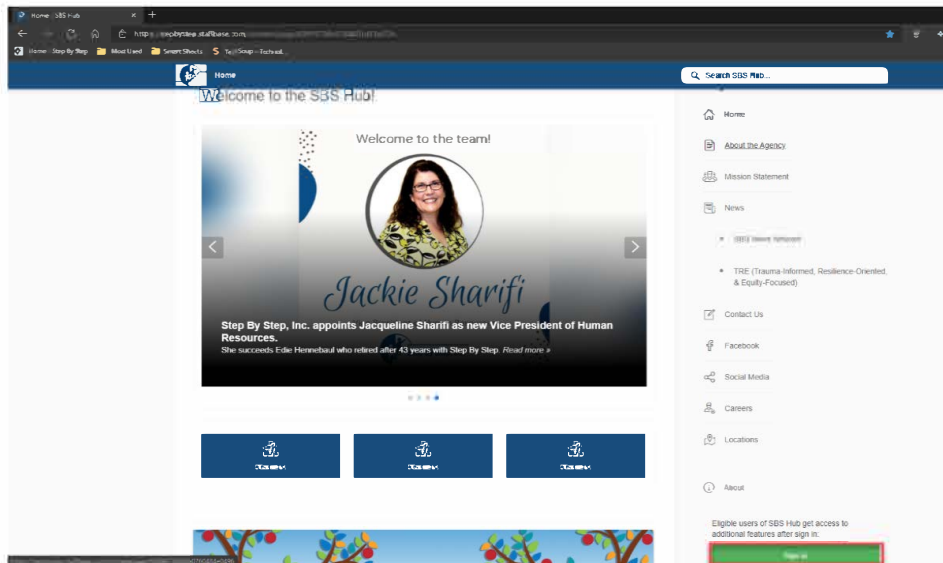 Home | SBS Hub
Home - Step By Step
Most Used
Smart Sheets
Home
Search SBS Hub...
Welcome to the SBS Hub!
Welcome to the team!
Jackie Sharifi
Step By Step, Inc. appoints Jacqueline Sharifi as new Vice President of Human
Resources.
She succeeds Edie Hennebaul who retired after 43 years with Step By Step. Read more »
Home
About the Agency
Mission Statement
News
TRE (Trauma-Informed, Resilience-Oriented,
& Equity-Focused)
Contact Us
Facebook
Social Media
Careers
Locations
About
Eligible users of SBS Hub get access to
additional features after sign in:
Sign in